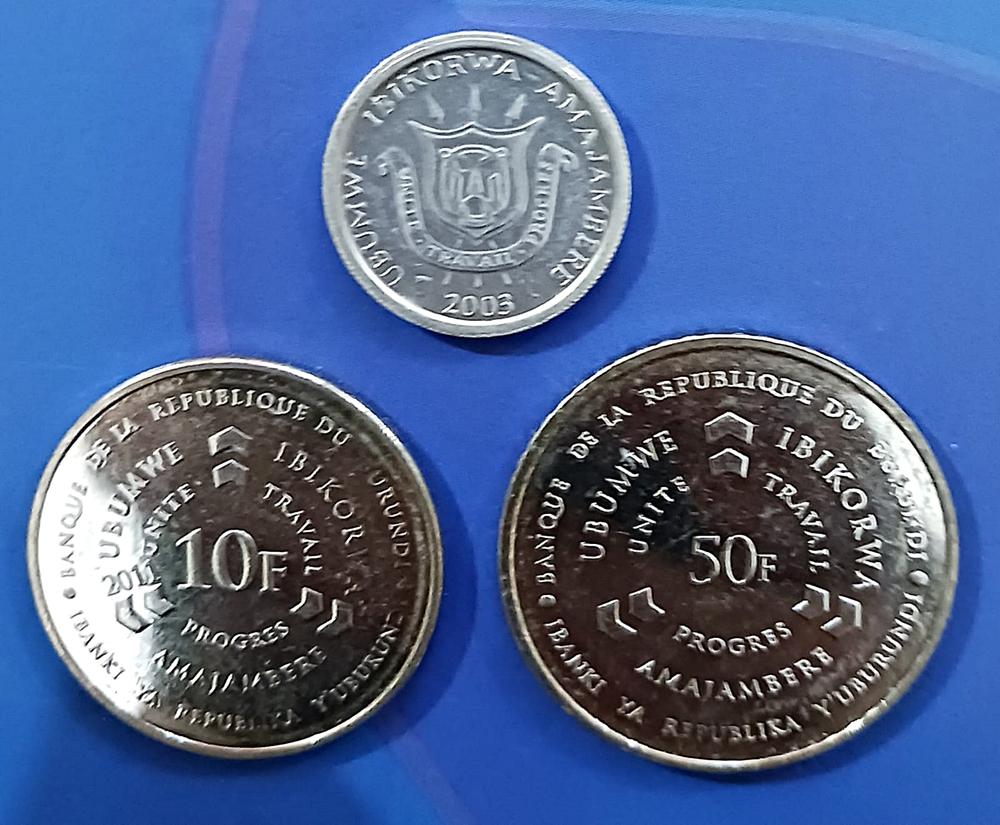 UBUMWE IBIKORWA AMAJAMBERE
UNITE · TRAVAIL · PROGRES
2003
BANQUE DE LA REPUBLIQUE DU BURUNDI
UBUMWE IBIKORWA
UNITE TRAVAIL
10F
PROGRES
AMAJAMBERE
IBANKI YA REPUBLIKA Y'UBURUNDI
BANQUE DE LA REPUBLIQUE DU BURUNDI
UBUMWE IBIKORWA
UNITE TRAVAIL
50F
PROGRES
AMAJAMBERE
IBANKI YA REPUBLIKA Y'UBURUNDI